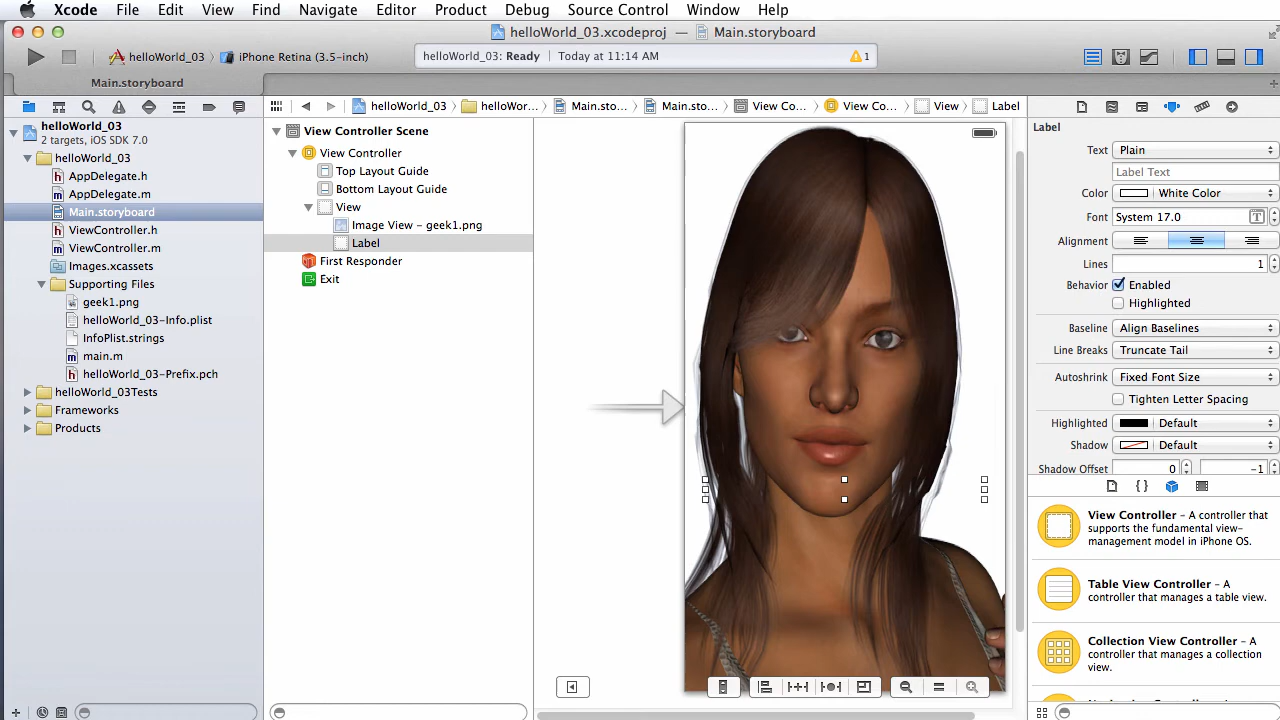 Xcode File Edit View Find Navigate Editor Product Debug Source Control Window Help
helloWorld_03.xcodeproj — Main.storyboard
helloWorld_03 iPhone Retina (3.5-inch)
helloWorld_03: Ready Today at 11:14 AM 1
Main.storyboard
helloWorld_03 helloWor... Main.sto... Main.sto... View Co... View Co... View Label
helloWorld_03
2 targets, iOS SDK 7.0
helloWorld_03
AppDelegate.h
AppDelegate.m
Main.storyboard
ViewController.h
ViewController.m
Images.xcassets
Supporting Files
geek1.png
helloWorld_03-Info.plist
InfoPlist.strings
main.m
helloWorld_03-Prefix.pch
helloWorld_03Tests
Frameworks
Products
View Controller Scene
View Controller
Top Layout Guide
Bottom Layout Guide
View
Image View – geek1.png
Label
First Responder
Exit
Label
Text Plain
Label Text
Color White Color
Font System 17.0
Alignment
Lines 1
Behavior Enabled
Highlighted
Baseline Align Baselines
Line Breaks Truncate Tail
Autoshrink Fixed Font Size
Tighten Letter Spacing
Highlighted Default
Shadow Default
Shadow Offset 0 -1
View Controller – A controller that
supports the fundamental view-
management model in iPhone OS.
Table View Controller – A
controller that manages a table view.
Collection View Controller – A
controller that manages a collection
view.